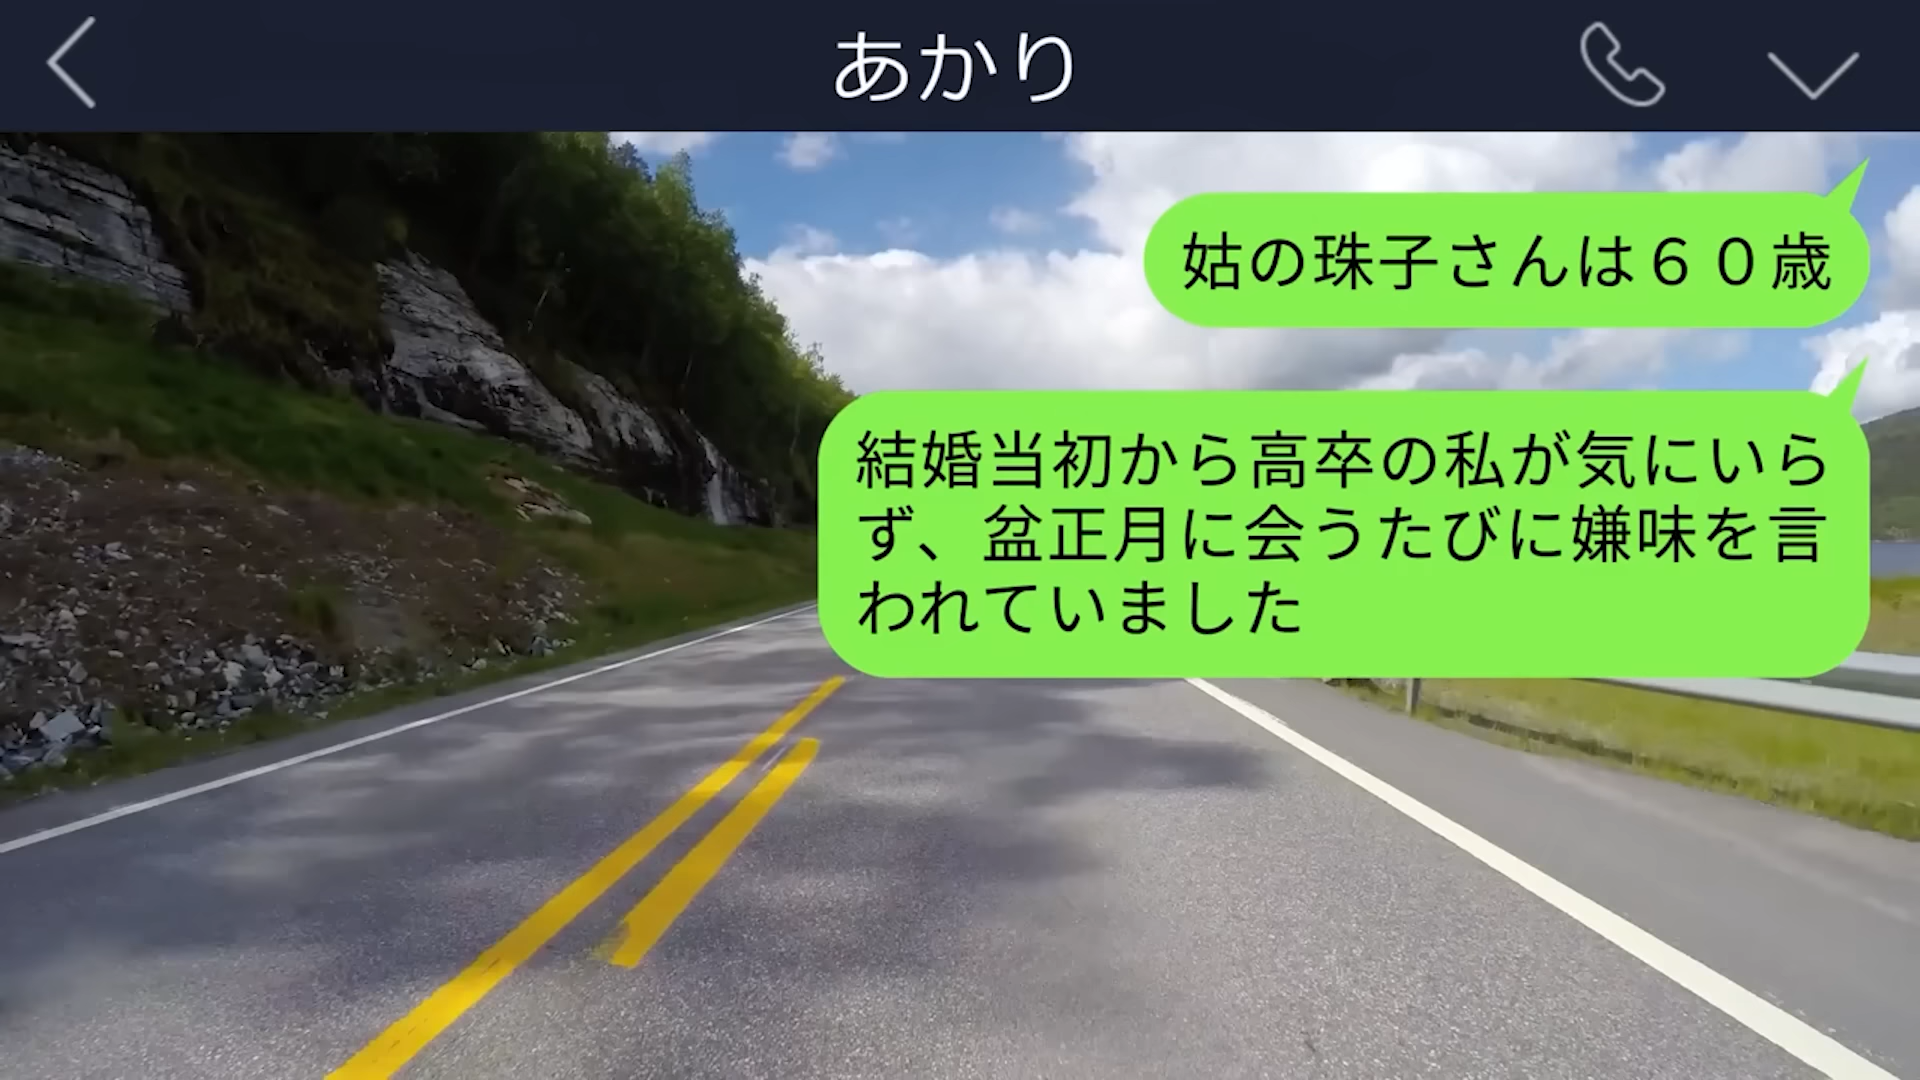 あかり
姑の珠子さんは６０歳
結婚当初から高卒の私が気にいら
ず、盆正月に会うたびに嫌味を言
われていました